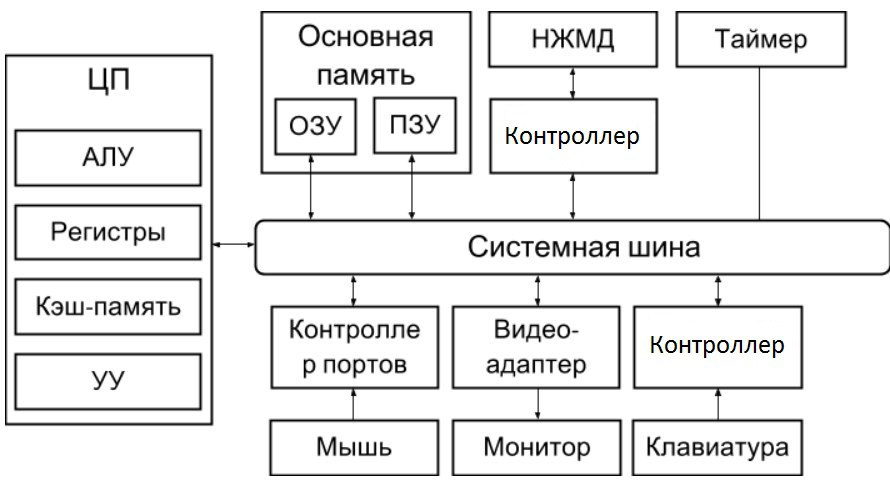 ЦП
АЛУ
Регистры
Кэш-память
УУ
Основная
память
ОЗУ
ПЗУ
НЖМД
Контроллер
Таймер
Системная шина
Контролле
р портов
Мышь
Видео-
адаптер
Монитор
Контроллер
Клавиатура